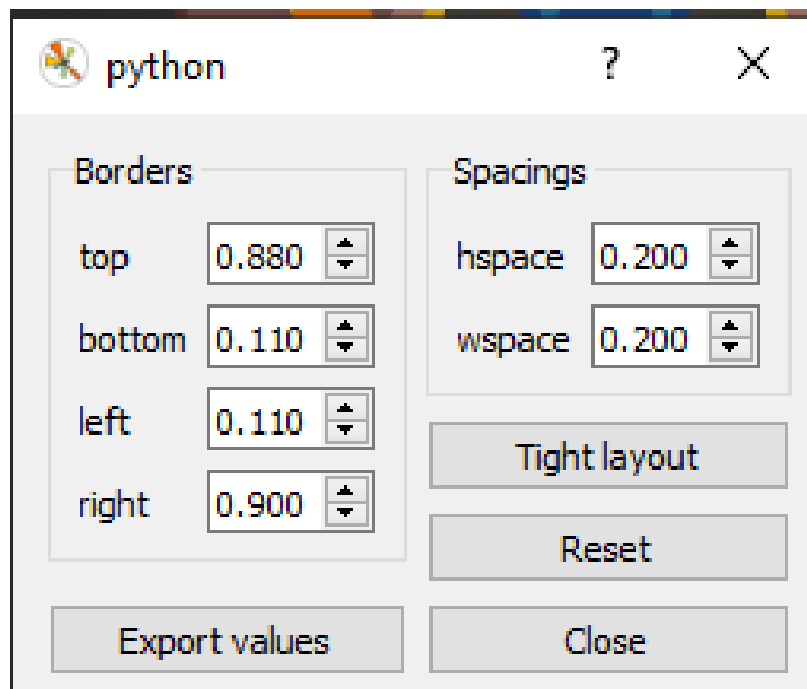 python ?
Borders
top 0.880
bottom 0.110
left 0.110
right 0.900
Spacings
hspace 0.200
wspace 0.200
Tight layout
Reset
Export values
Close